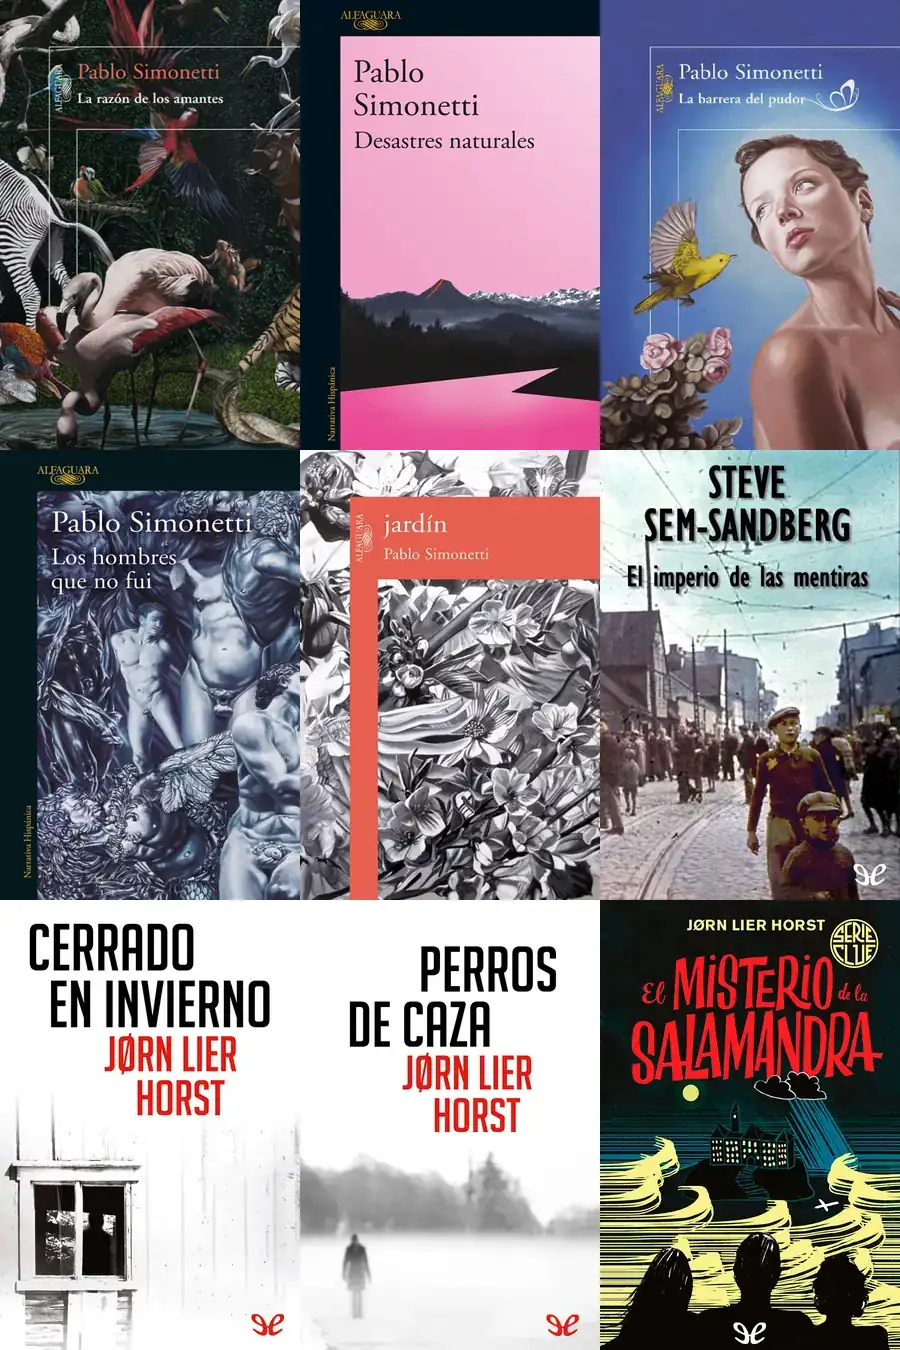 ALFAGUARA
Pablo Simonetti
La razón de los amantes
ALFAGUARA
Pablo
Simonetti
Desastres naturales
Narrativa Hispánica
ALFAGUARA
Pablo Simonetti
La barrera del pudor
ALFAGUARA
Pablo Simonetti
Los hombres
que no fui
Narrativa Hispánica
ALFAGUARA
jardín
Pablo Simonetti
STEVE
SEM-SANDBERG
El imperio de las mentiras
CERRADO
EN INVIERNO
JØRN LIER
HORST
PERROS
DE CAZA
JØRN LIER
HORST
JØRN LIER HORST
SERIE
CLUE
El MISTERIO de la
SALAMANDRA